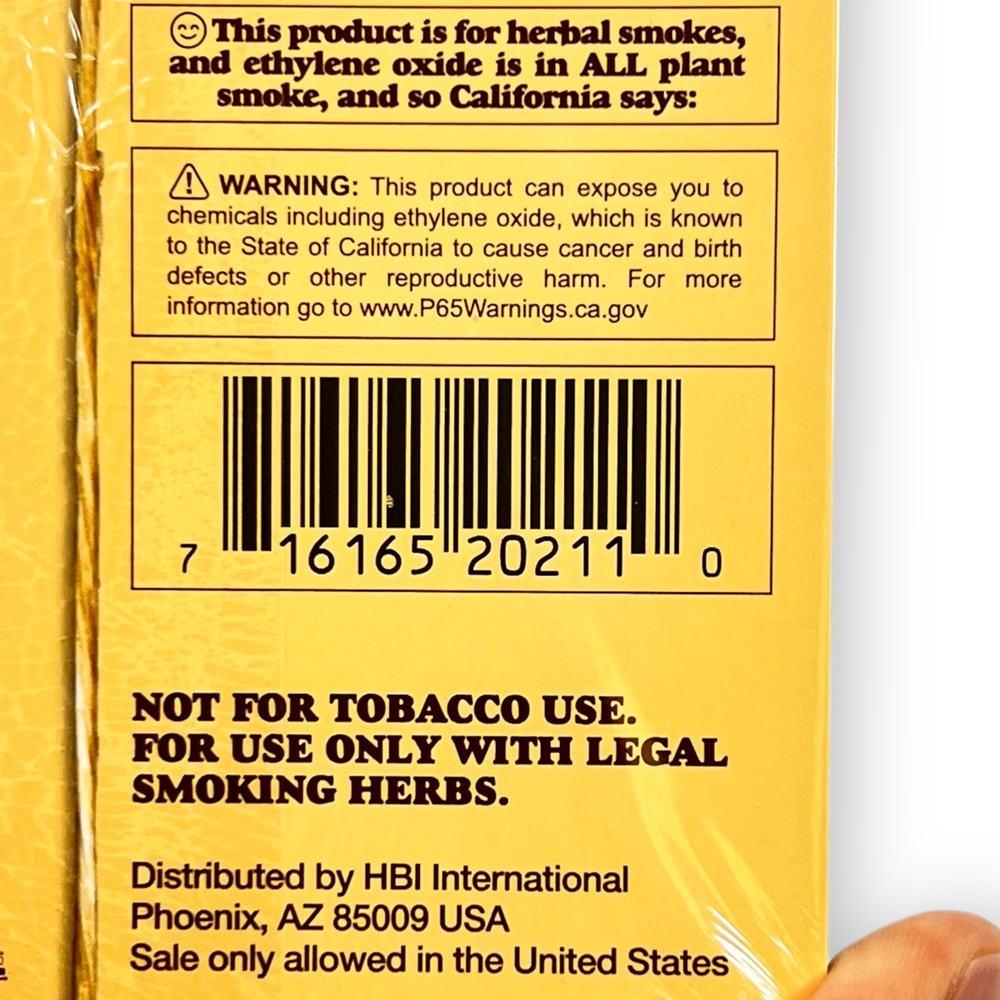 This product is for herbal smokes,
and ethylene oxide is in ALL plant
smoke, and so California says:
WARNING: This product can expose you to
chemicals including ethylene oxide, which is known
to the State of California to cause cancer and birth
defects or other reproductive harm. For more
information go to www.P65Warnings.ca.gov
7 16165 20211 0
NOT FOR TOBACCO USE.
FOR USE ONLY WITH LEGAL
SMOKING HERBS.
Distributed by HBI International
Phoenix, AZ 85009 USA
Sale only allowed in the United States